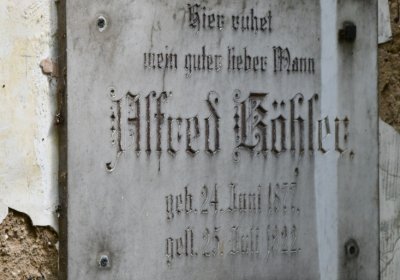 Hier ruhet
mein guter lieber Mann
Alfred Köhler.
geb. 24. Juni 1877,
gest. 25. Juli 1922.